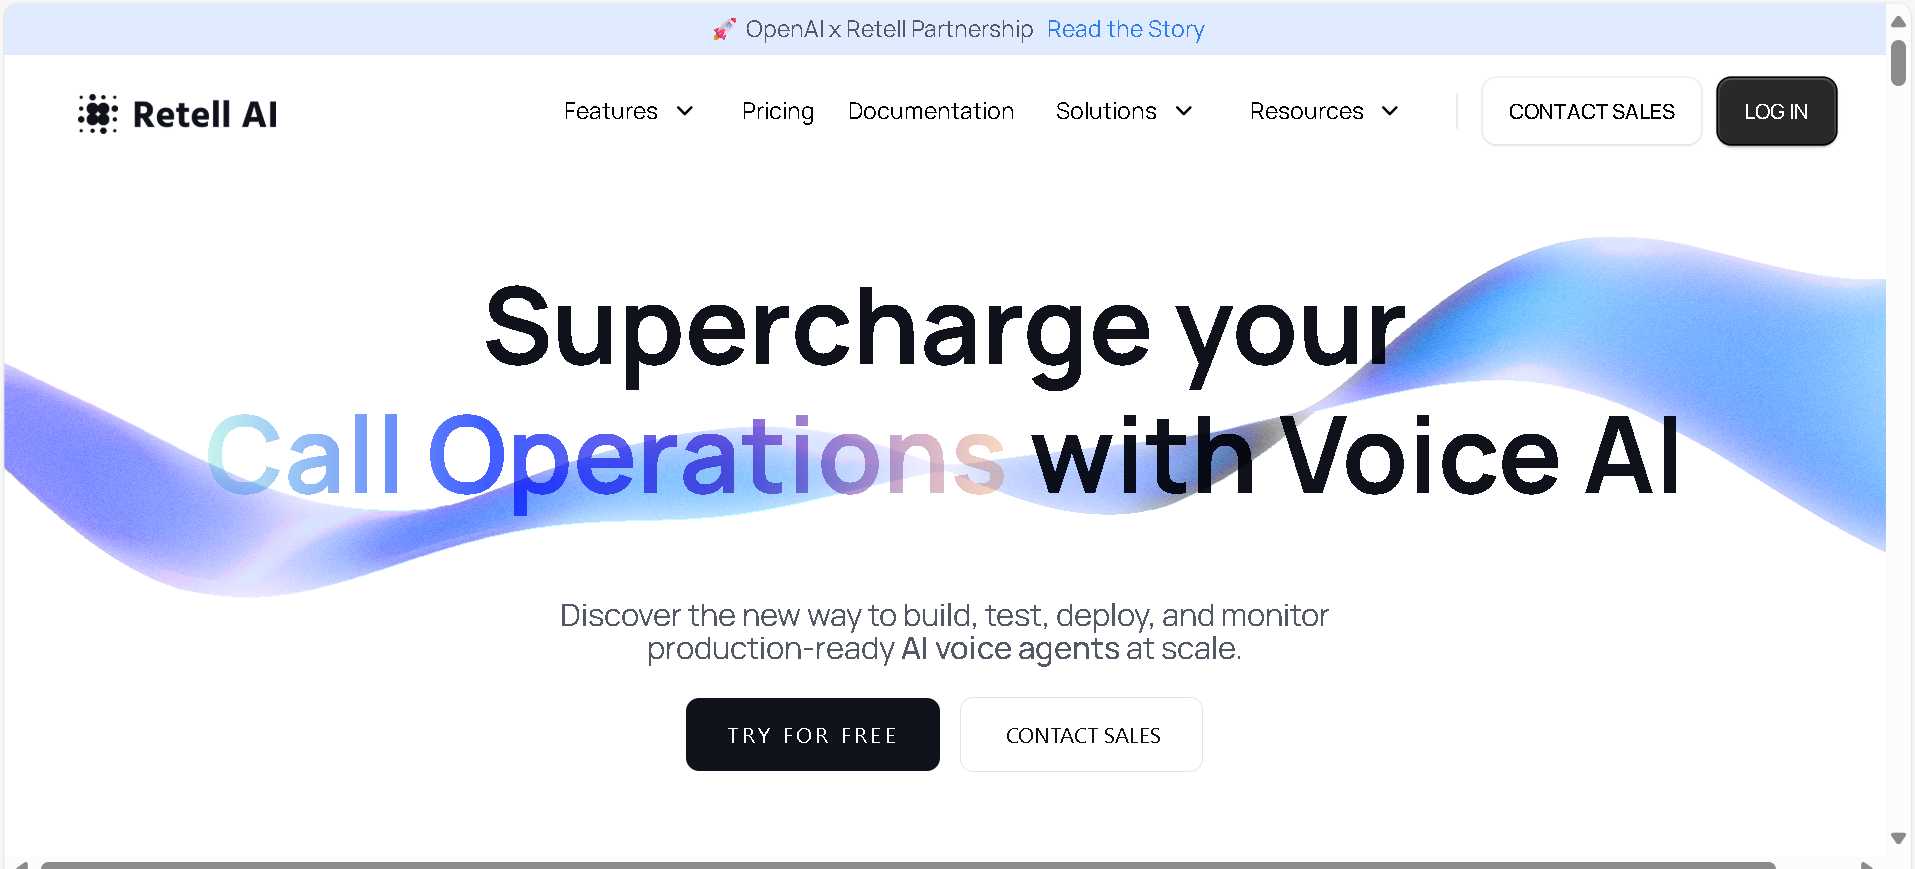 🚀 OpenAI x Retell Partnership Read the Story
Retell AI
Features Pricing Documentation Solutions Resources CONTACT SALES LOG IN
Supercharge your
Call Operations with Voice AI
Discover the new way to build, test, deploy, and monitor
production-ready AI voice agents at scale.
TRY FOR FREE CONTACT SALES